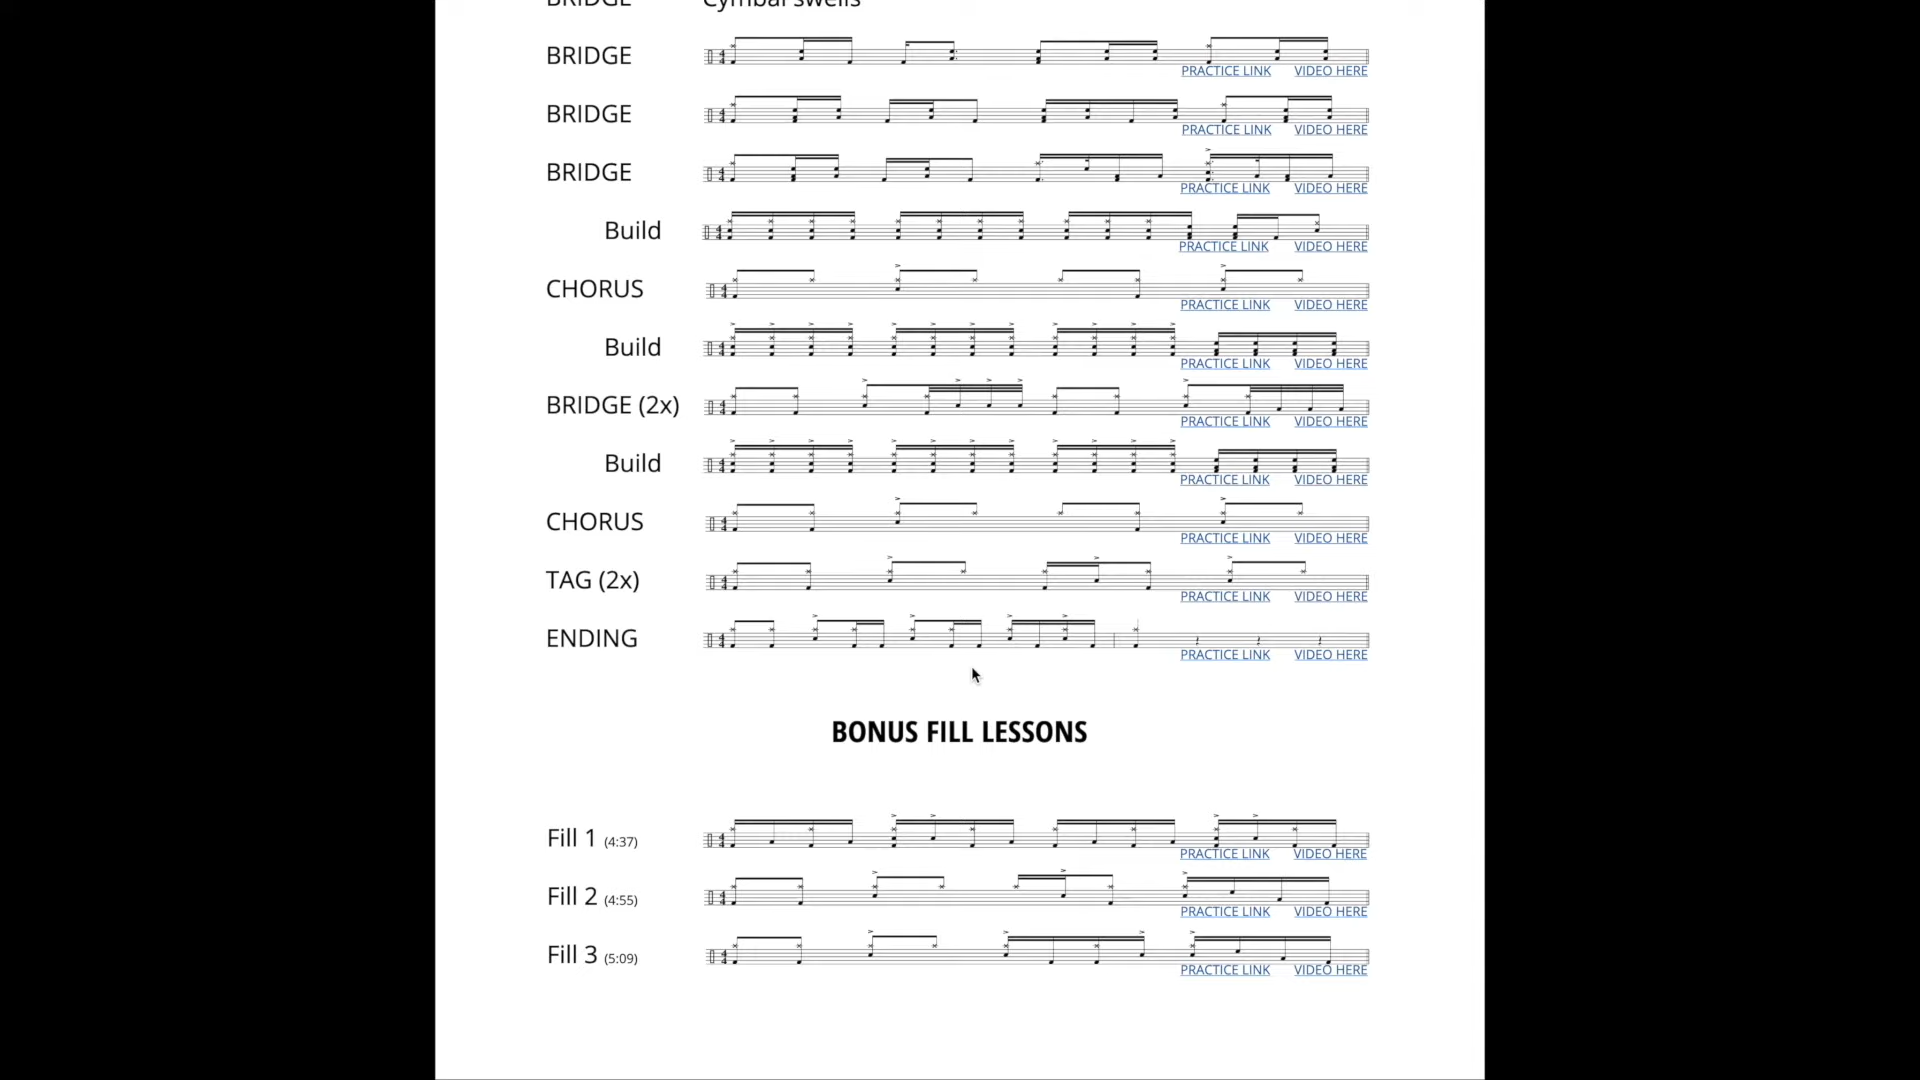 BRIDGE Cymbal swells
BRIDGE
PRACTICE LINK VIDEO HERE
BRIDGE
PRACTICE LINK VIDEO HERE
BRIDGE
PRACTICE LINK VIDEO HERE
Build
PRACTICE LINK VIDEO HERE
CHORUS
PRACTICE LINK VIDEO HERE
Build
PRACTICE LINK VIDEO HERE
BRIDGE (2x)
PRACTICE LINK VIDEO HERE
Build
PRACTICE LINK VIDEO HERE
CHORUS
PRACTICE LINK VIDEO HERE
TAG (2x)
PRACTICE LINK VIDEO HERE
ENDING
PRACTICE LINK VIDEO HERE
BONUS FILL LESSONS
Fill 1 (4:37)
PRACTICE LINK VIDEO HERE
Fill 2 (4:55)
PRACTICE LINK VIDEO HERE
Fill 3 (5:09)
PRACTICE LINK VIDEO HERE